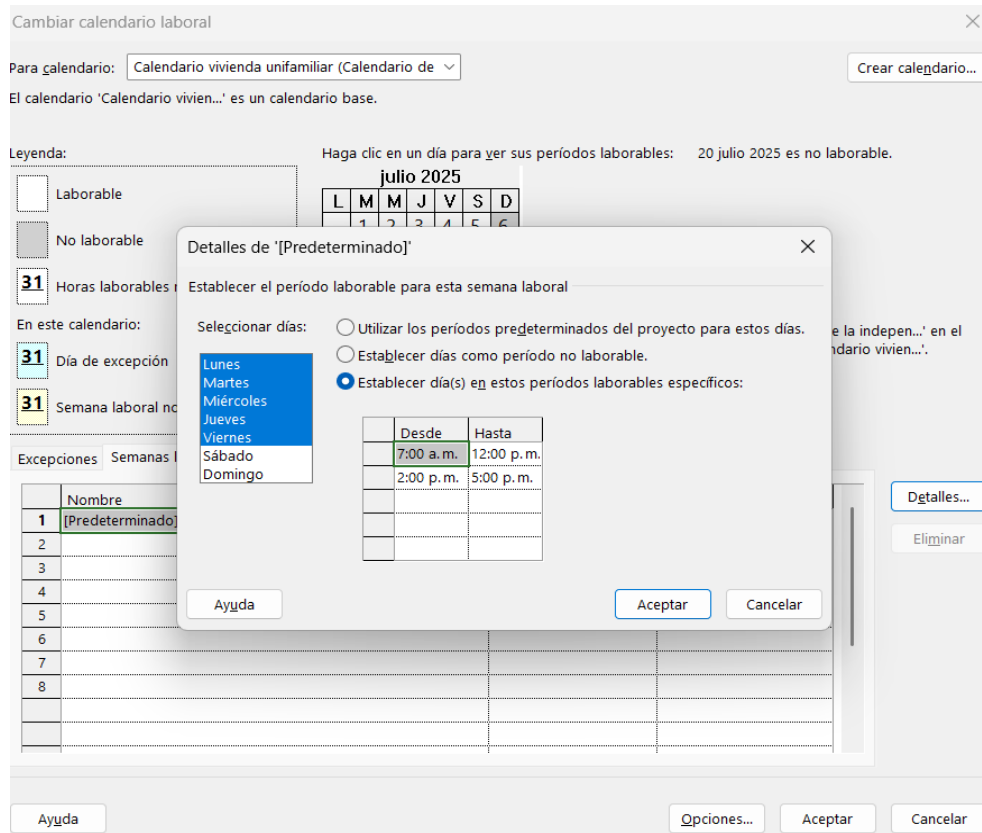 Cambiar calendario laboral
Para calendario: Calendario vivienda unifamiliar (Calendario de
Crear calendario...
El calendario 'Calendario vivien...' es un calendario base.
Leyenda:
Haga clic en un día para ver sus períodos laborables: 20 julio 2025 es no laborable.
julio 2025
Laborable
L M M J V S D
1 2 3 4 5 6
No laborable
31 Horas laborables
En este calendario:
31 Día de excepción
31 Semana laboral no
e la indepen...' en el
ndario vivien...'.
Detalles de '[Predeterminado]'
Establecer el período laborable para esta semana laboral
Seleccionar días:
Lunes
Martes
Miércoles
Jueves
Viernes
Sábado
Domingo
Utilizar los períodos predeterminados del proyecto para estos días.
Establecer días como período no laborable.
Establecer día(s) en estos períodos laborables específicos:
Desde Hasta
7:00 a. m. 12:00 p. m.
2:00 p. m. 5:00 p. m.
Ayuda
Aceptar
Cancelar
Excepciones Semanas l
Nombre
1 [Predeterminado]
2
3
4
5
6
7
8
Detalles...
Eliminar
Ayuda
Opciones...
Aceptar
Cancelar